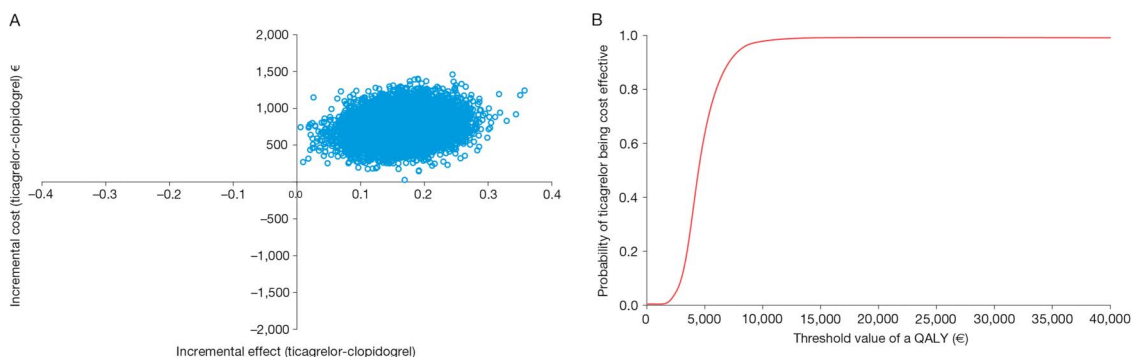 A
Incremental cost (ticagrelor-clopidogrel) €
2,000
1,500
1,000
500
−0.4 −0.3 −0.2 −0.1 0.0 0.1 0.2 0.3 0.4
−500
−1,000
−1,500
−2,000
Incremental effect (ticagrelor-clopidogrel)
B
Probability of ticagrelor being cost effective
1.0
0.8
0.6
0.4
0.2
0.0
0 5,000 10,000 15,000 20,000 25,000 30,000 35,000 40,000
Threshold value of a QALY (€)